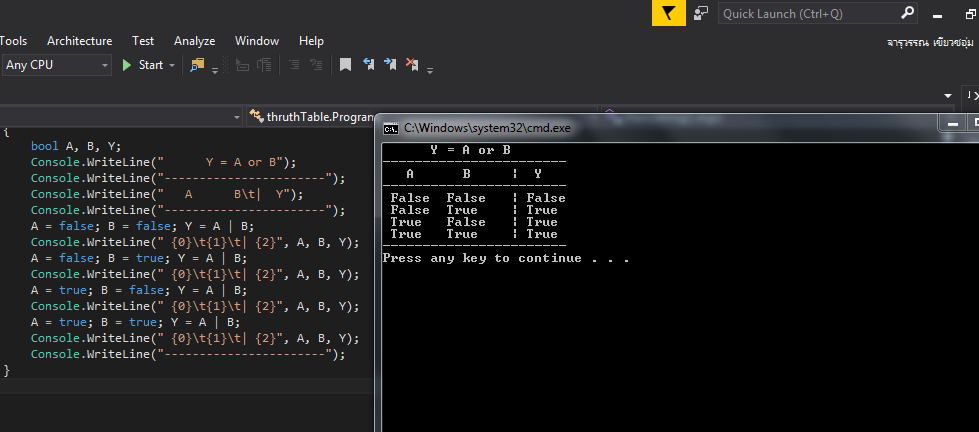 Quick Launch (Ctrl+Q)
Tools Architecture Test Analyze Window Help
จารุวรรณ เขียวชอุ่ม
Any CPU Start
thruthTable.Program
{
bool A, B, Y;
Console.WriteLine("      Y = A or B");
Console.WriteLine("-----------------------");
Console.WriteLine("   A      B\t|  Y");
Console.WriteLine("-----------------------");
A = false; B = false; Y = A | B;
Console.WriteLine(" {0}\t{1}\t| {2}", A, B, Y);
A = false; B = true; Y = A | B;
Console.WriteLine(" {0}\t{1}\t| {2}", A, B, Y);
A = true; B = false; Y = A | B;
Console.WriteLine(" {0}\t{1}\t| {2}", A, B, Y);
A = true; B = true; Y = A | B;
Console.WriteLine(" {0}\t{1}\t| {2}", A, B, Y);
Console.WriteLine("-----------------------");
}
C:\Windows\system32\cmd.exe
Y = A or B
-----------------------
A B ¦ Y
-----------------------
False False ¦ False
False True ¦ True
True False ¦ True
True True ¦ True
-----------------------
Press any key to continue . . .